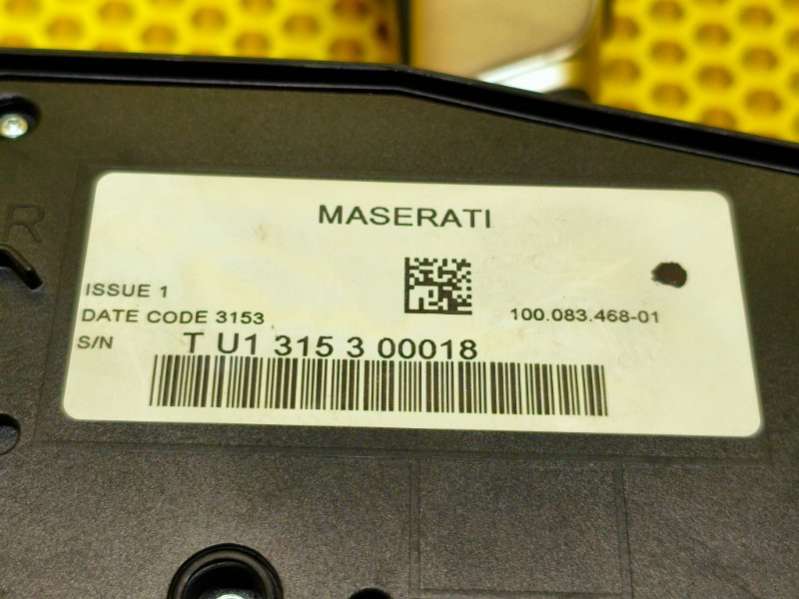 MASERATI
ISSUE 1
DATE CODE 3153
100.083.468-01
S/N T U1 315 3 00018
R